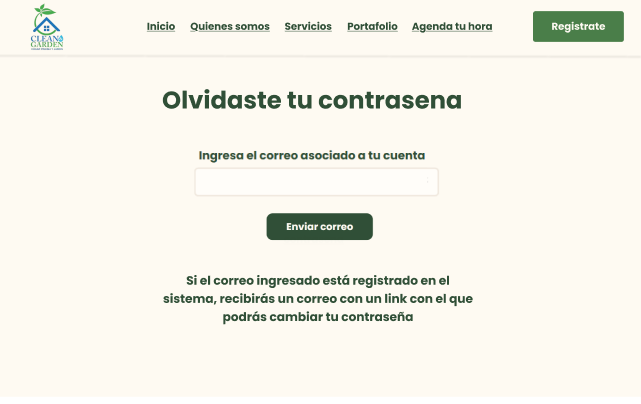 Inicio Quienes somos Servicios Portafolio Agenda tu hora Registrate
CLEAN &
GARDEN
Olvidaste tu contrasena
Ingresa el correo asociado a tu cuenta
Enviar correo
Si el correo ingresado está registrado en el
sistema, recibirás un correo con un link con el que
podrás cambiar tu contraseña